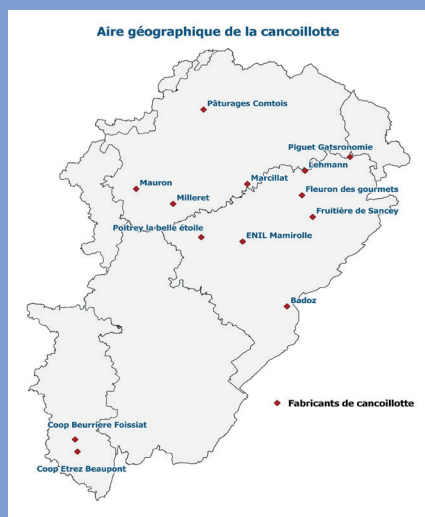 Aire géographique de la cancoillotte
Pâturages Comtois
Piguet Gatsronomie
Lehmann
Marcillat
Mauron
Fleuron des gourmets
Milleret
Fruitière de Sancey
Poitrey la belle étoile
ENIL Mamirolle
Badoz
Fabricants de cancoillotte
Coop Beurrière Foissiat
Coop Etrez Beaupont